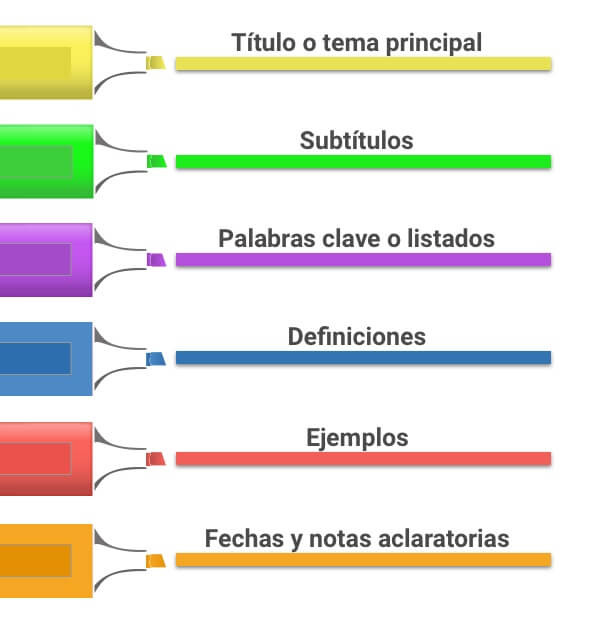 Título o tema principal
Subtítulos
Palabras clave o listados
Definiciones
Ejemplos
Fechas y notas aclaratorias